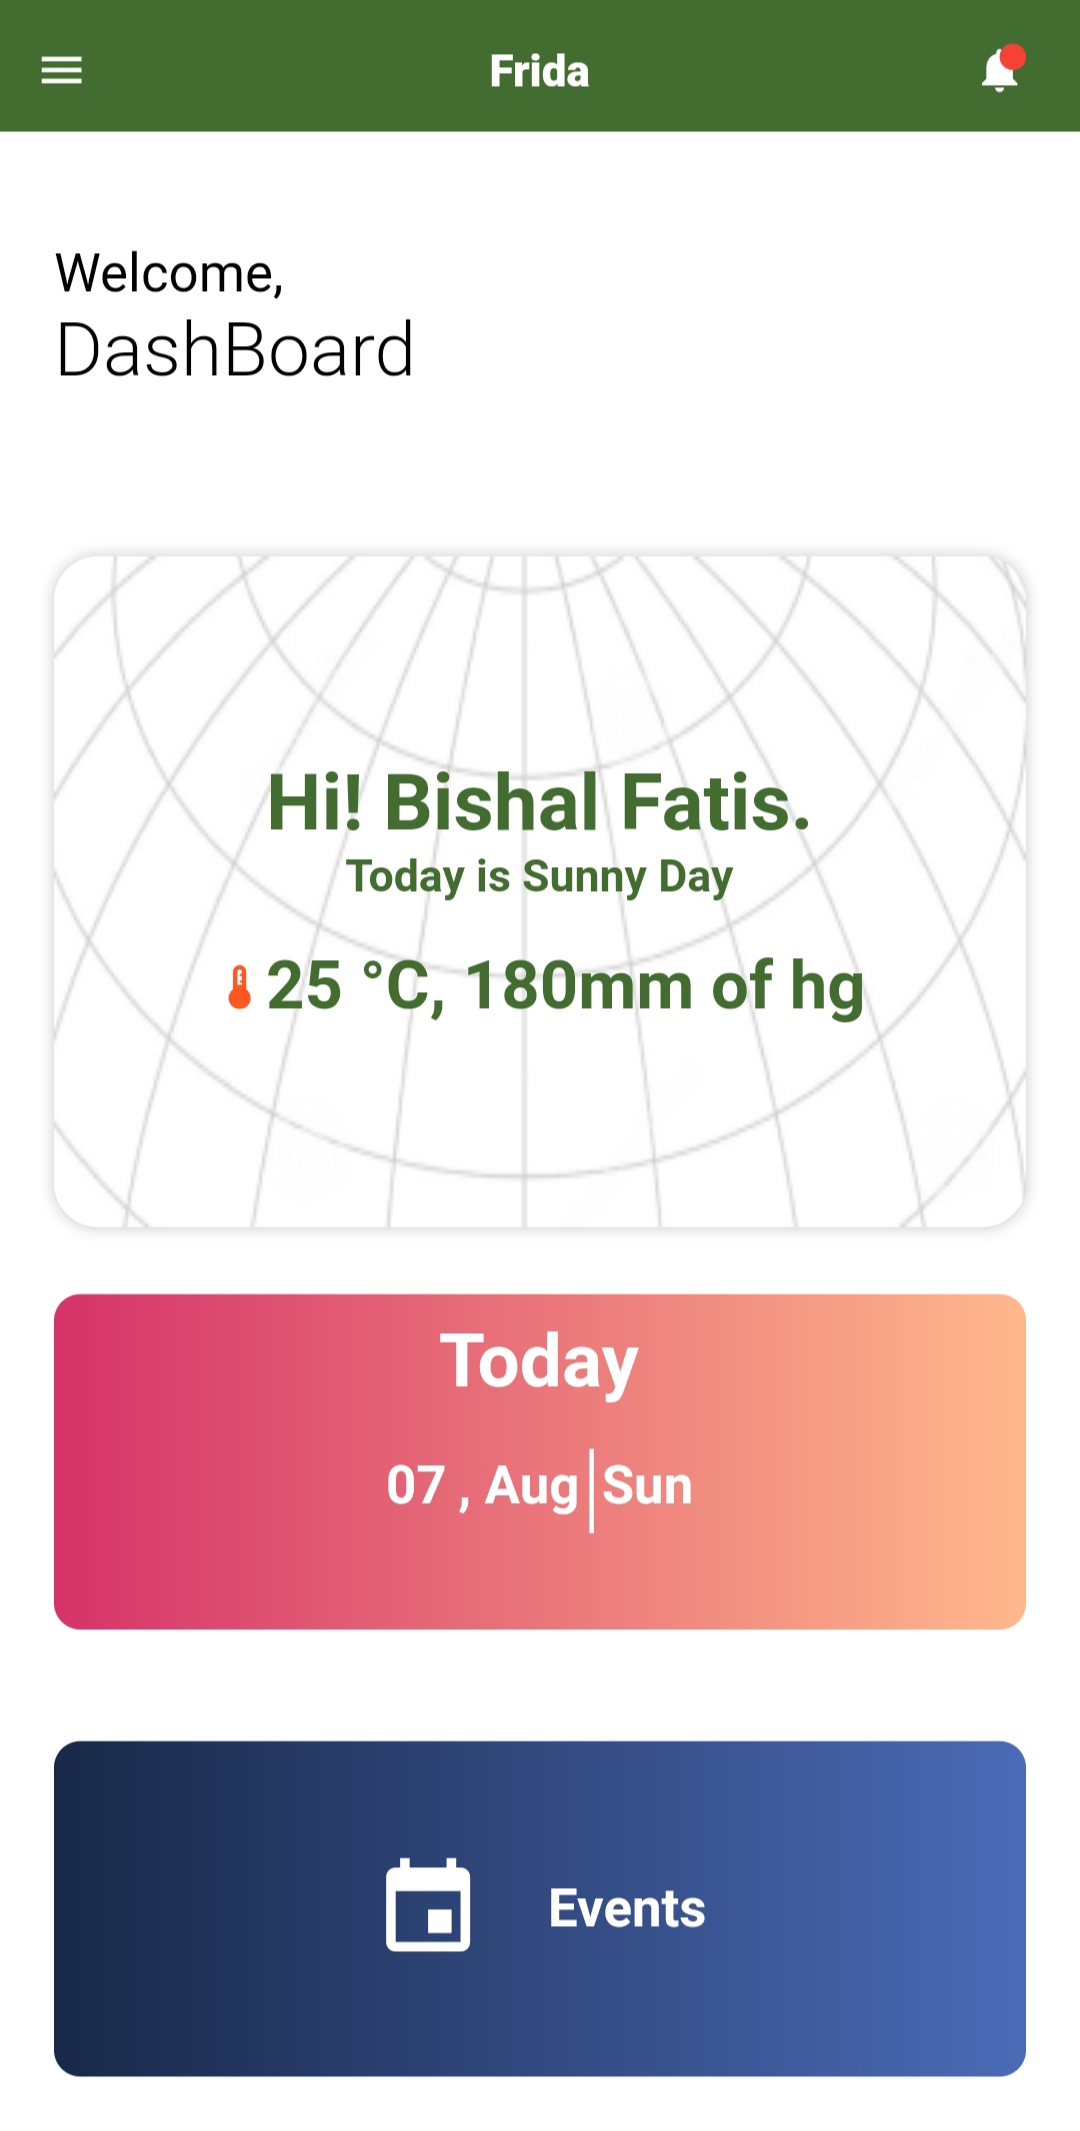 Frida
Welcome,
DashBoard
Hi! Bishal Fatis.
Today is Sunny Day
25 °C, 180mm of hg
Today
07 , Aug Sun
Events